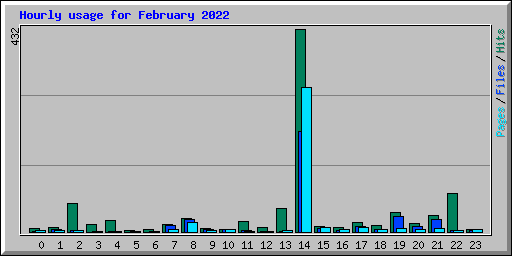 Hourly usage for February 2022
432
Pages / Files / Hits
0 1 2 3 4 5 6 7 8 9 10 11 12 13 14 15 16 17 18 19 20 21 22 23